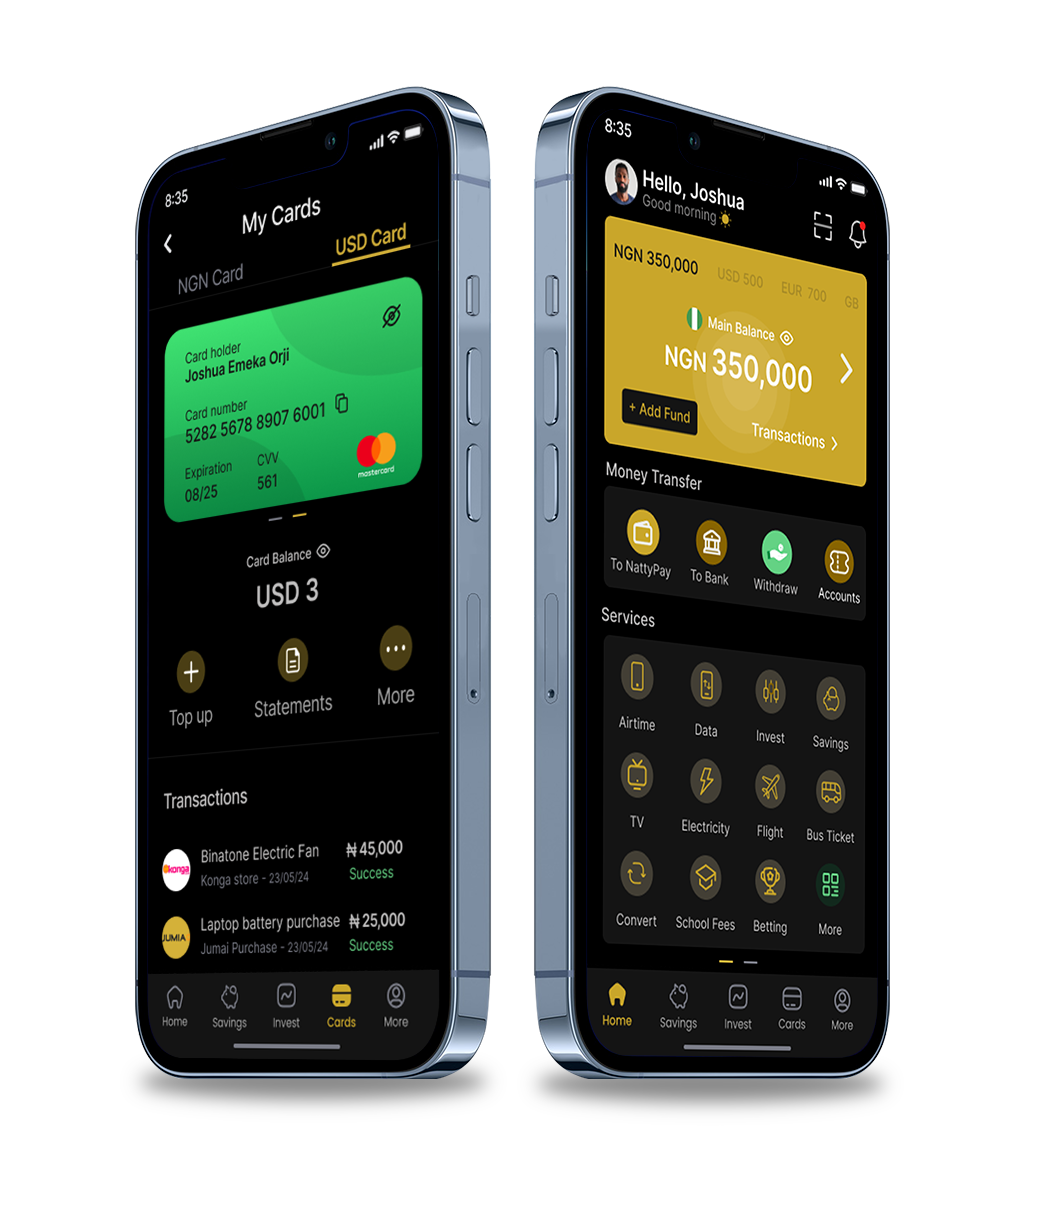 8:35
My Cards
NGN Card
USD Card
Card holder
Joshua Emeka Orji
Card number
5282 5678 8907 6001
Expiration
CVV
08/25
561
mastercard
Card Balance
USD 3
Top up
Statements
More
Transactions
konga
Binatone Electric Fan
₦ 45,000
Konga store - 23/05/24
Success
JUMIA
Laptop battery purchase
₦ 25,000
Jumai Purchase - 23/05/24
Success
Home
Savings
Invest
Cards
More
8:35
Hello, Joshua
Good morning
NGN 350,000
USD 500
EUR 700
GB
Main Balance
NGN 350,000
+ Add Fund
Transactions
Money Transfer
To NattyPay
To Bank
Withdraw
Accounts
Services
Airtime
Data
Invest
Savings
TV
Electricity
Flight
Bus Ticket
Convert
School Fees
Betting
More
Home
Savings
Invest
Cards
More